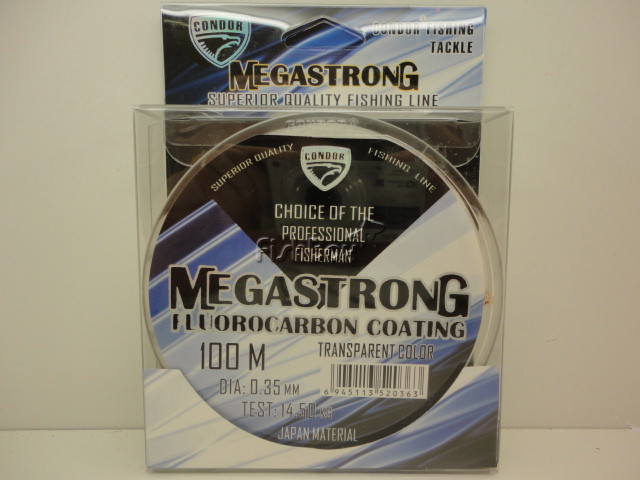 CONDOR
CONDOR FISHING
TACKLE
MEGASTRONG
SUPERIOR QUALITY FISHING LINE
SUPERIOR QUALITY
CONDOR
FISHING LINE
CHOICE OF THE
PROFESSIONAL
FISHERMAN
MEGASTRONG
FLUOROCARBON COATING
100 M
TRANSPARENT COLOR
DIA: 0.35 MM
6 945113 520363
TEST: 14.50 KG
JAPAN MATERIAL